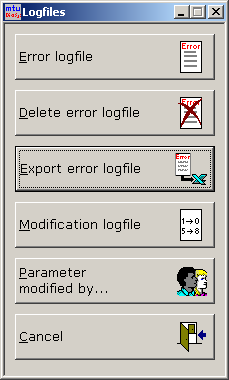 mtu
Logfiles
Error logfile
Error
Delete error logfile
Error
Export error logfile
Error
Modification logfile
1→0
5→8
Parameter
modified by...
Cancel